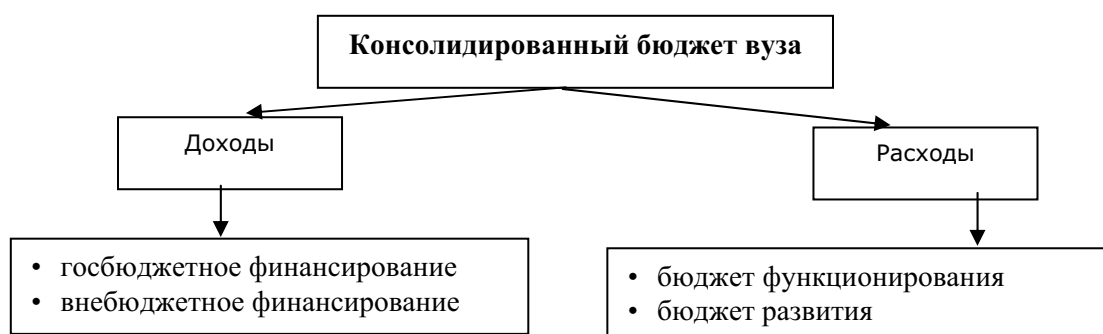 Консолидированный бюджет вуза
Доходы
Расходы
• госбюджетное финансирование
• внебюджетное финансирование
• бюджет функционирования
• бюджет развития